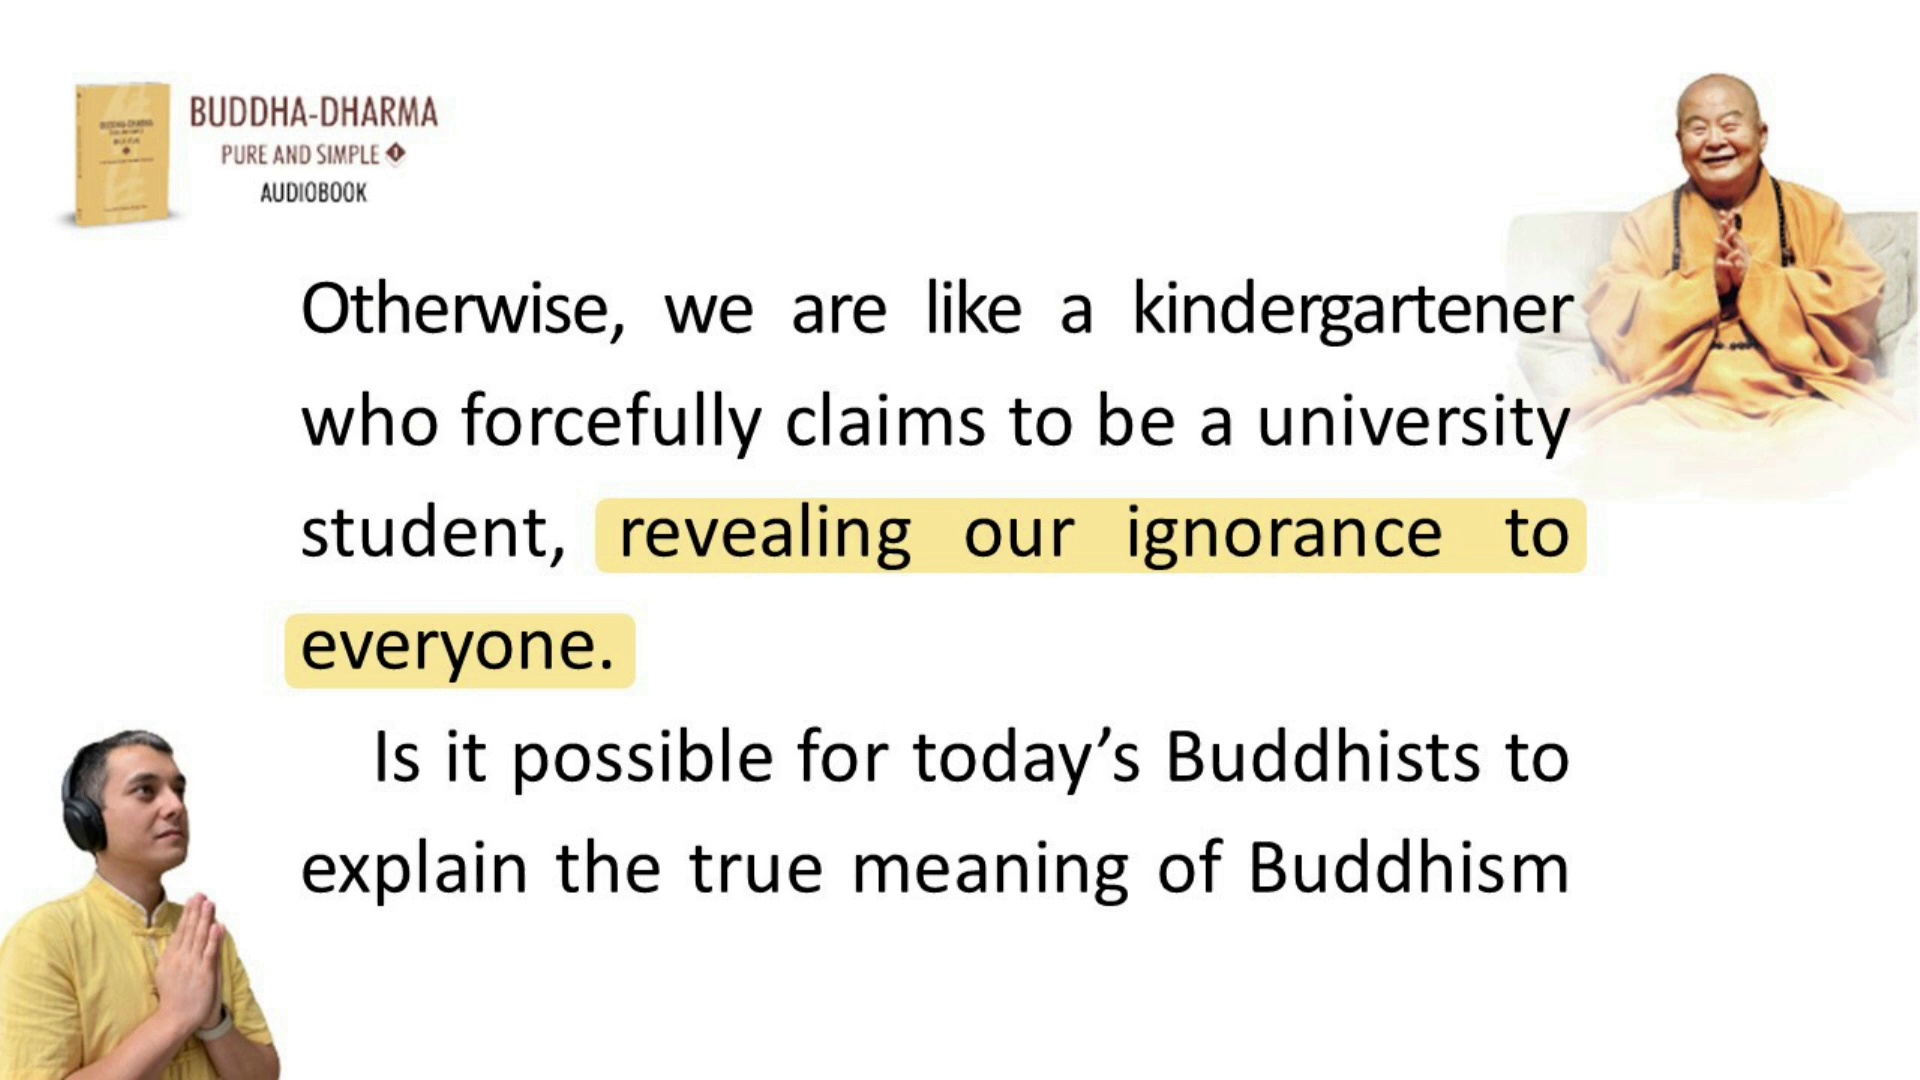 BUDDHA-DHARMA
PURE AND SIMPLE 1
AUDIOBOOK
Otherwise, we are like a kindergartener
who forcefully claims to be a university
student, revealing our ignorance to
everyone.
Is it possible for today’s Buddhists to
explain the true meaning of Buddhism